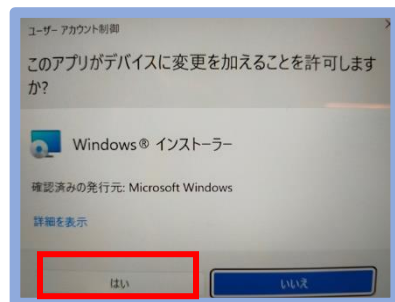 ユーザー アカウント制御
このアプリがデバイスに変更を加えることを許可します
か?
Windows® インストーラー
確認済みの発行元: Microsoft Windows
詳細を表示
はい
いいえ